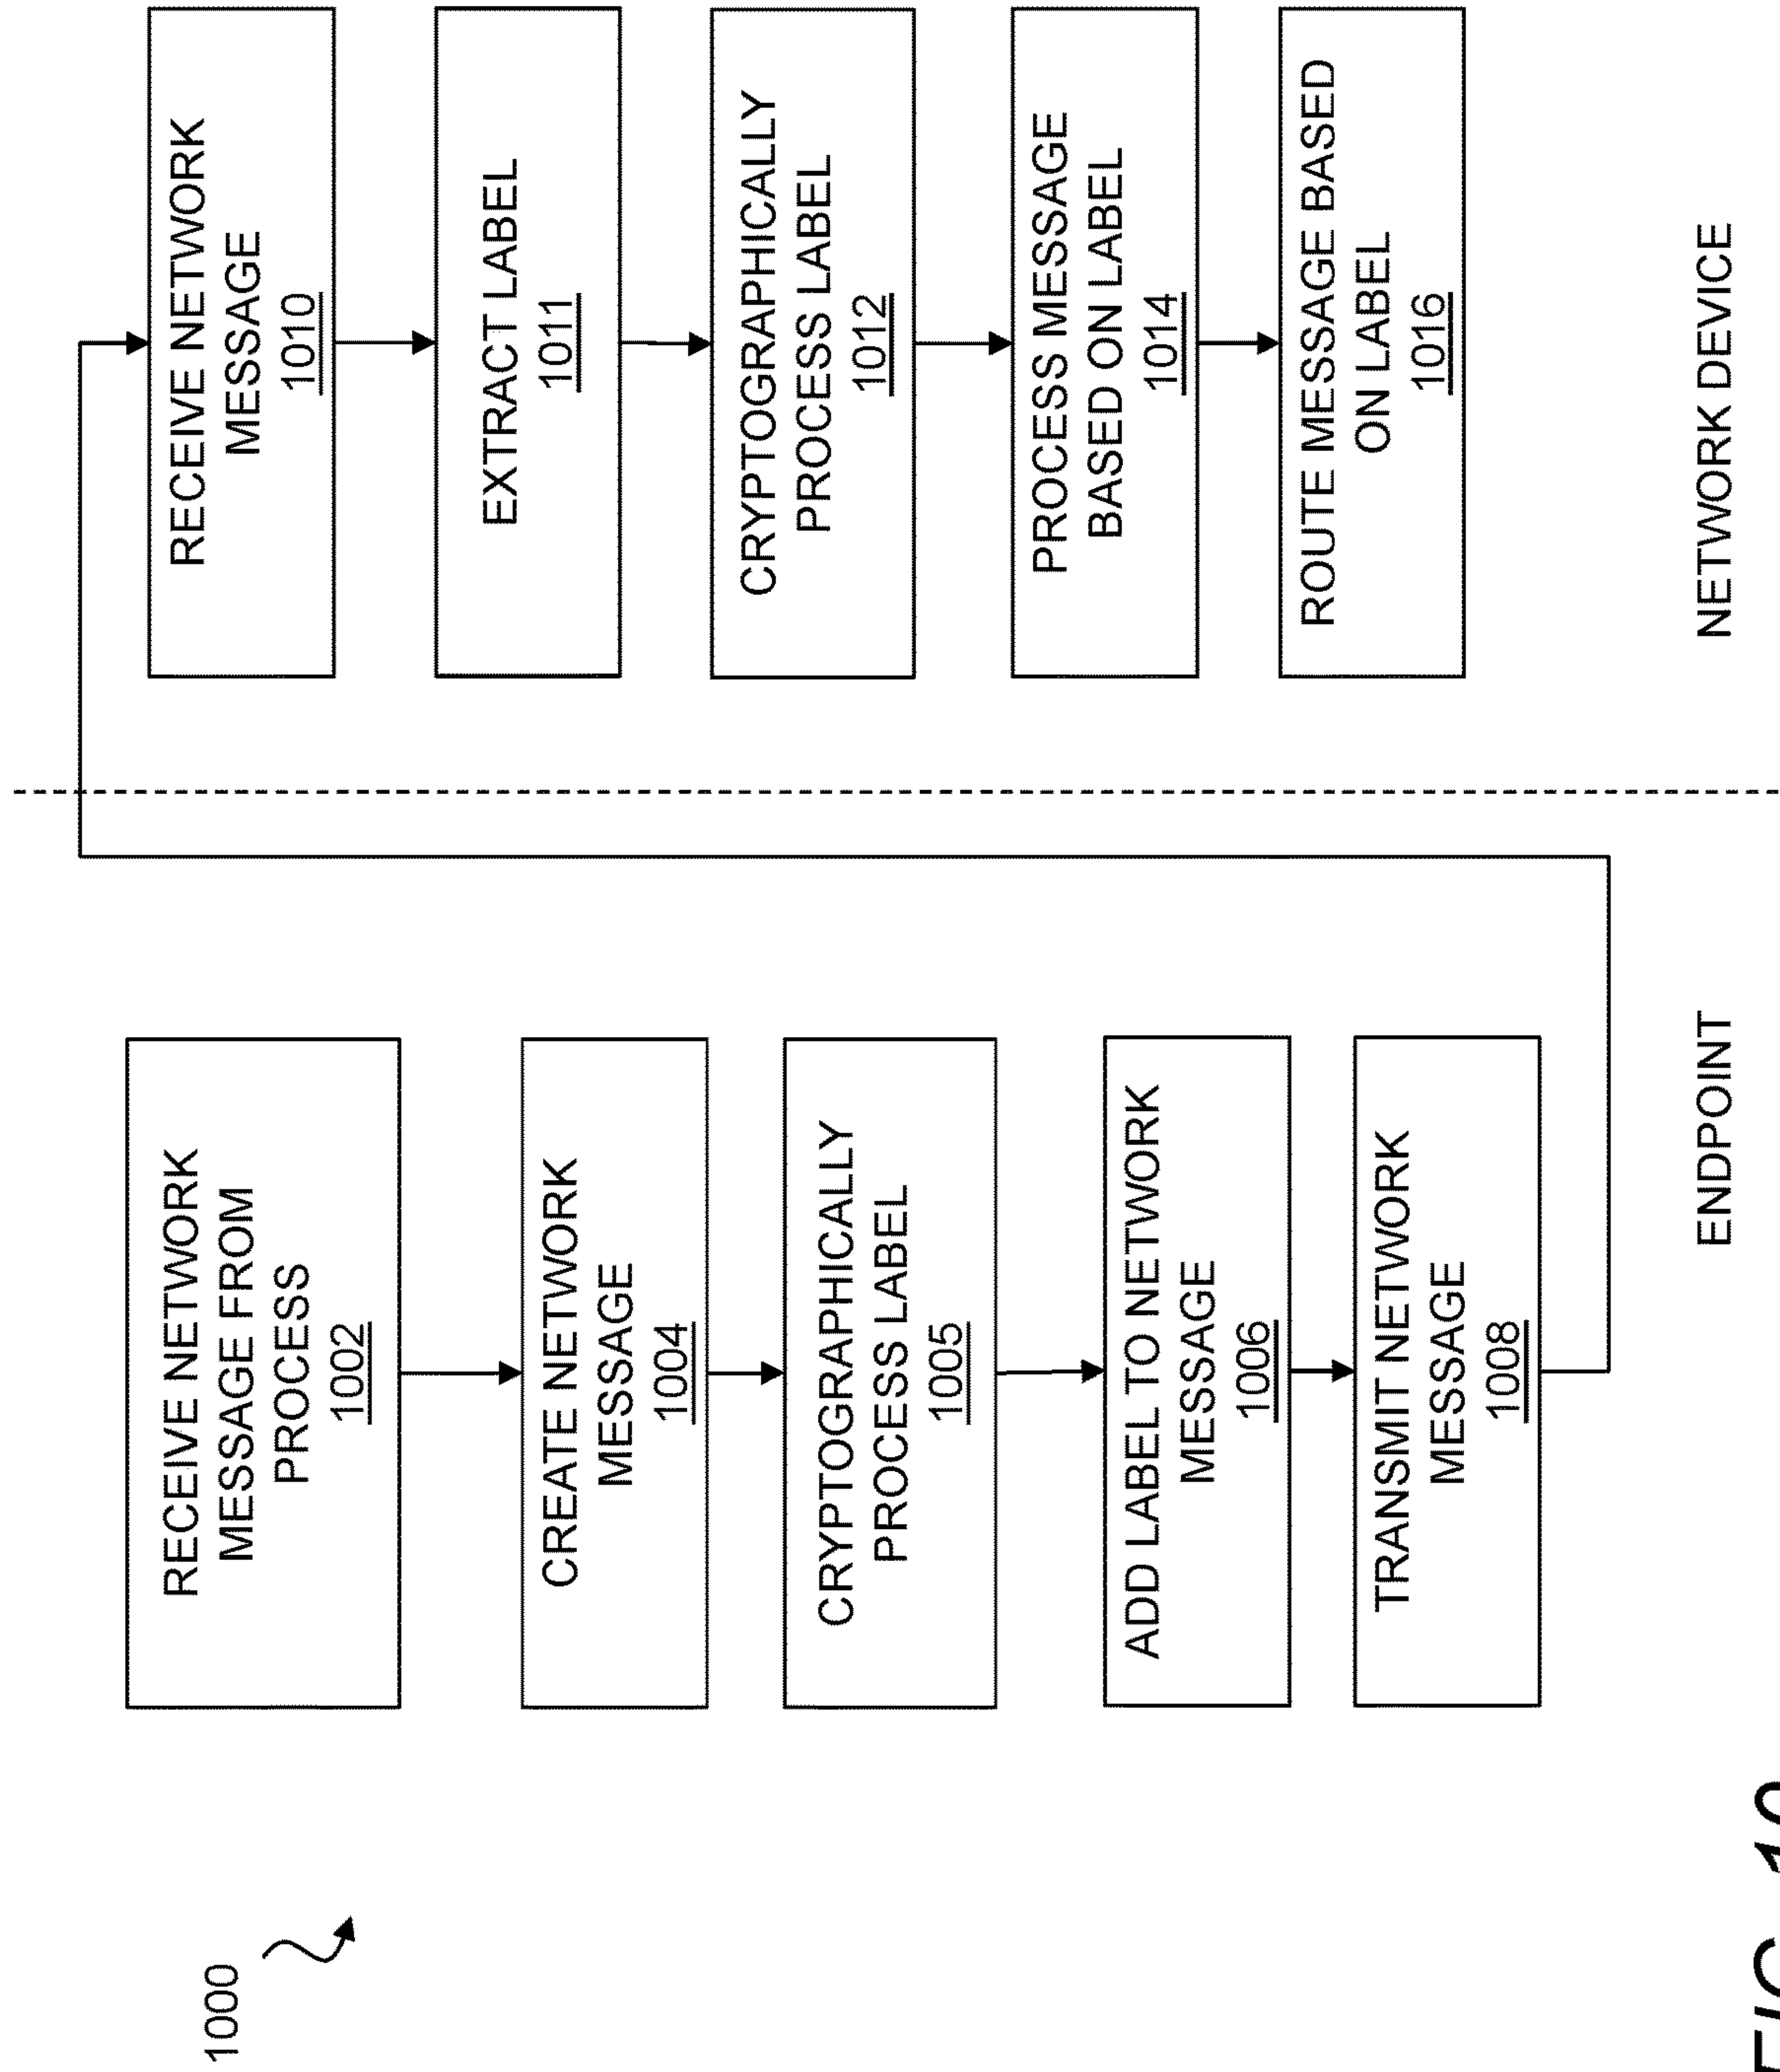 1000
RECEIVE NETWORK
MESSAGE FROM
PROCESS
1002
CREATE NETWORK
MESSAGE
1004
CRYPTOGRAPHICALLY
PROCESS LABEL
1005
ADD LABEL TO NETWORK
MESSAGE
1006
TRANSMIT NETWORK
MESSAGE
1008
ENDPOINT
RECEIVE NETWORK
MESSAGE
1010
EXTRACT LABEL
1011
CRYPTOGRAPHICALLY
PROCESS LABEL
1012
PROCESS MESSAGE
BASED ON LABEL
1014
ROUTE MESSAGE BASED
ON LABEL
1016
NETWORK DEVICE
FIG. 10